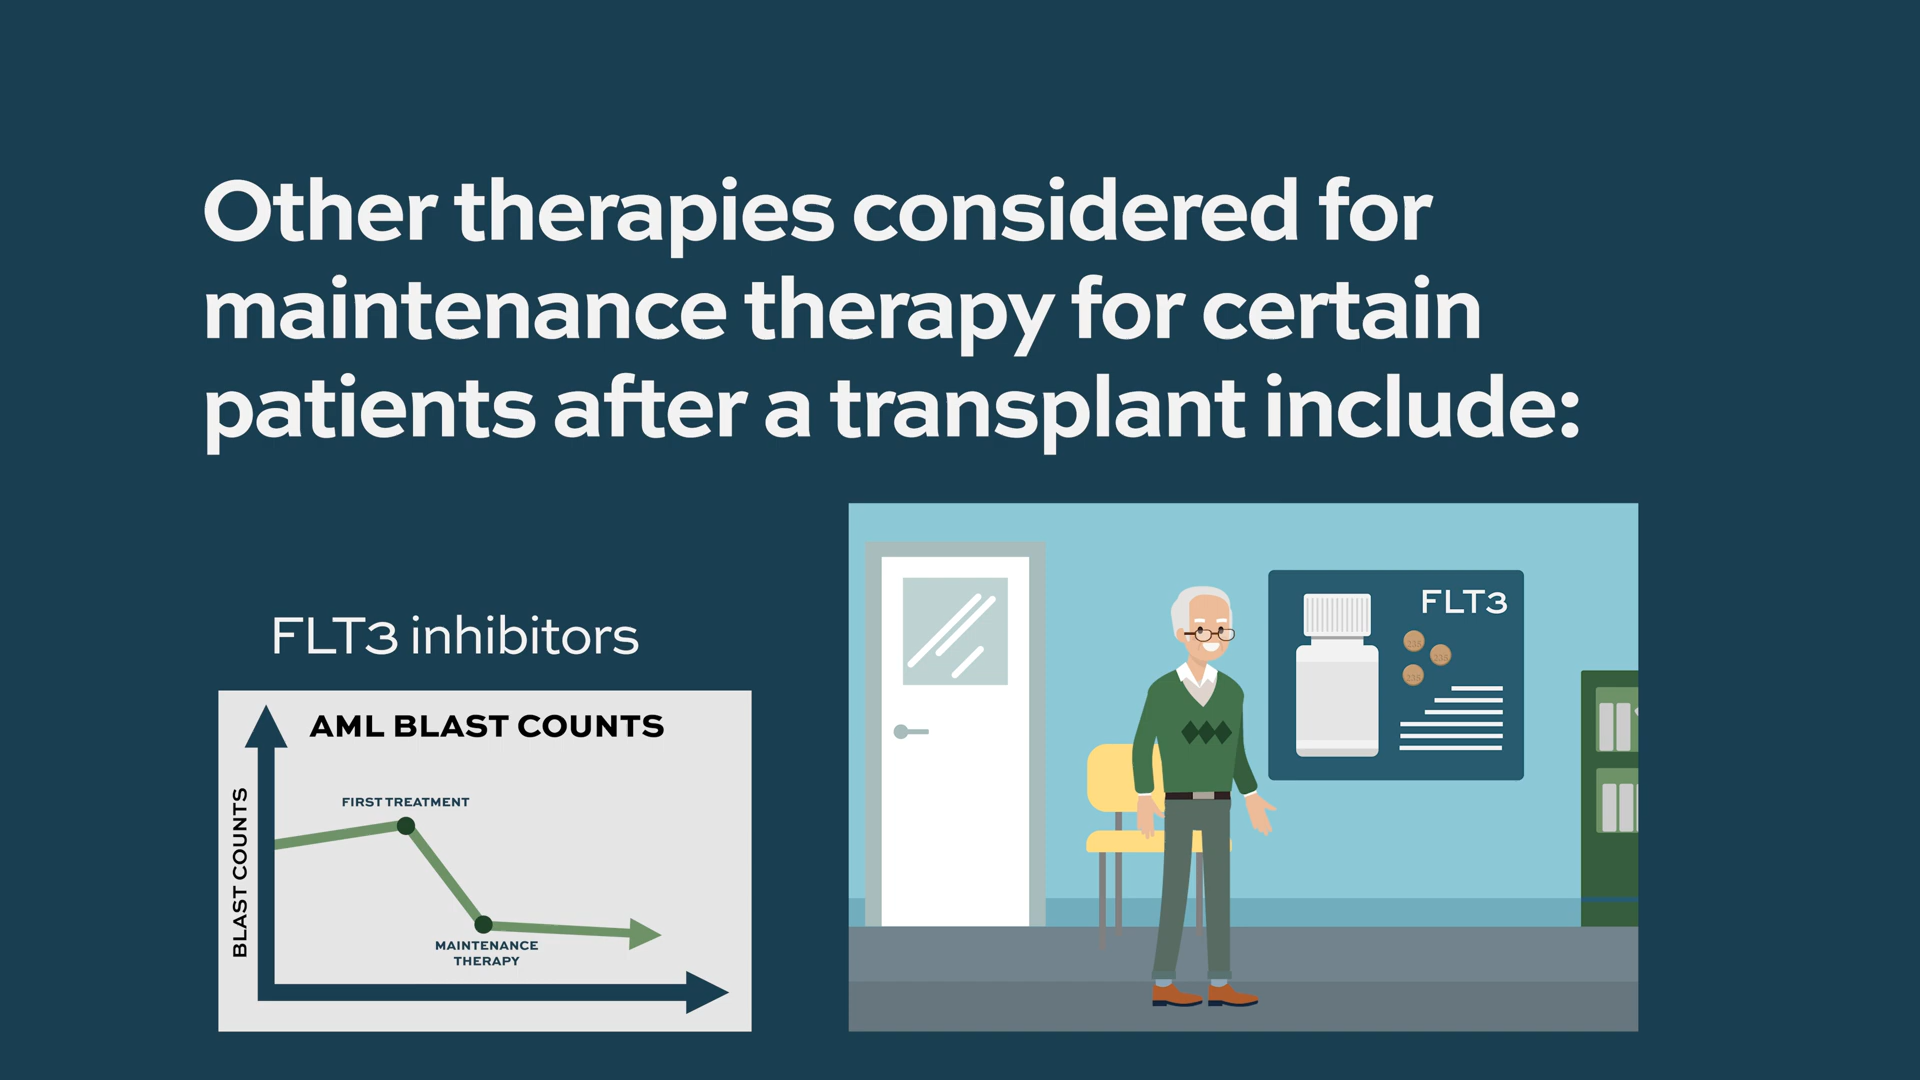 Other therapies considered for
maintenance therapy for certain
patients after a transplant include:
FLT3 inhibitors
AML BLAST COUNTS
BLAST COUNTS
FIRST TREATMENT
MAINTENANCE
THERAPY
FLT3